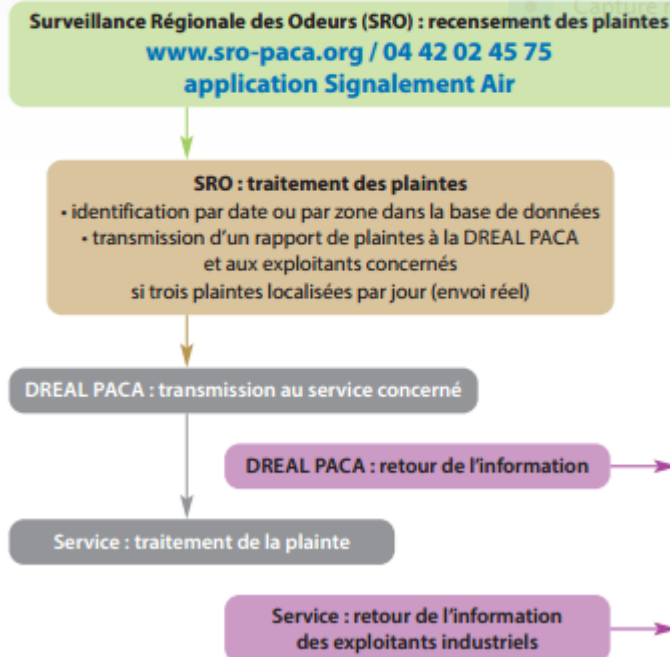 Capture
Surveillance Régionale des Odeurs (SRO) : recensement des plaintes
www.sro-paca.org / 04 42 02 45 75
application Signalement Air
SRO : traitement des plaintes
• identification par date ou par zone dans la base de données
• transmission d'un rapport de plaintes à la DREAL PACA
et aux exploitants concernés
si trois plaintes localisées par jour (envoi réel)
DREAL PACA : transmission au service concerné
DREAL PACA : retour de l'information
Service : traitement de la plainte
Service : retour de l'information
des exploitants industriels